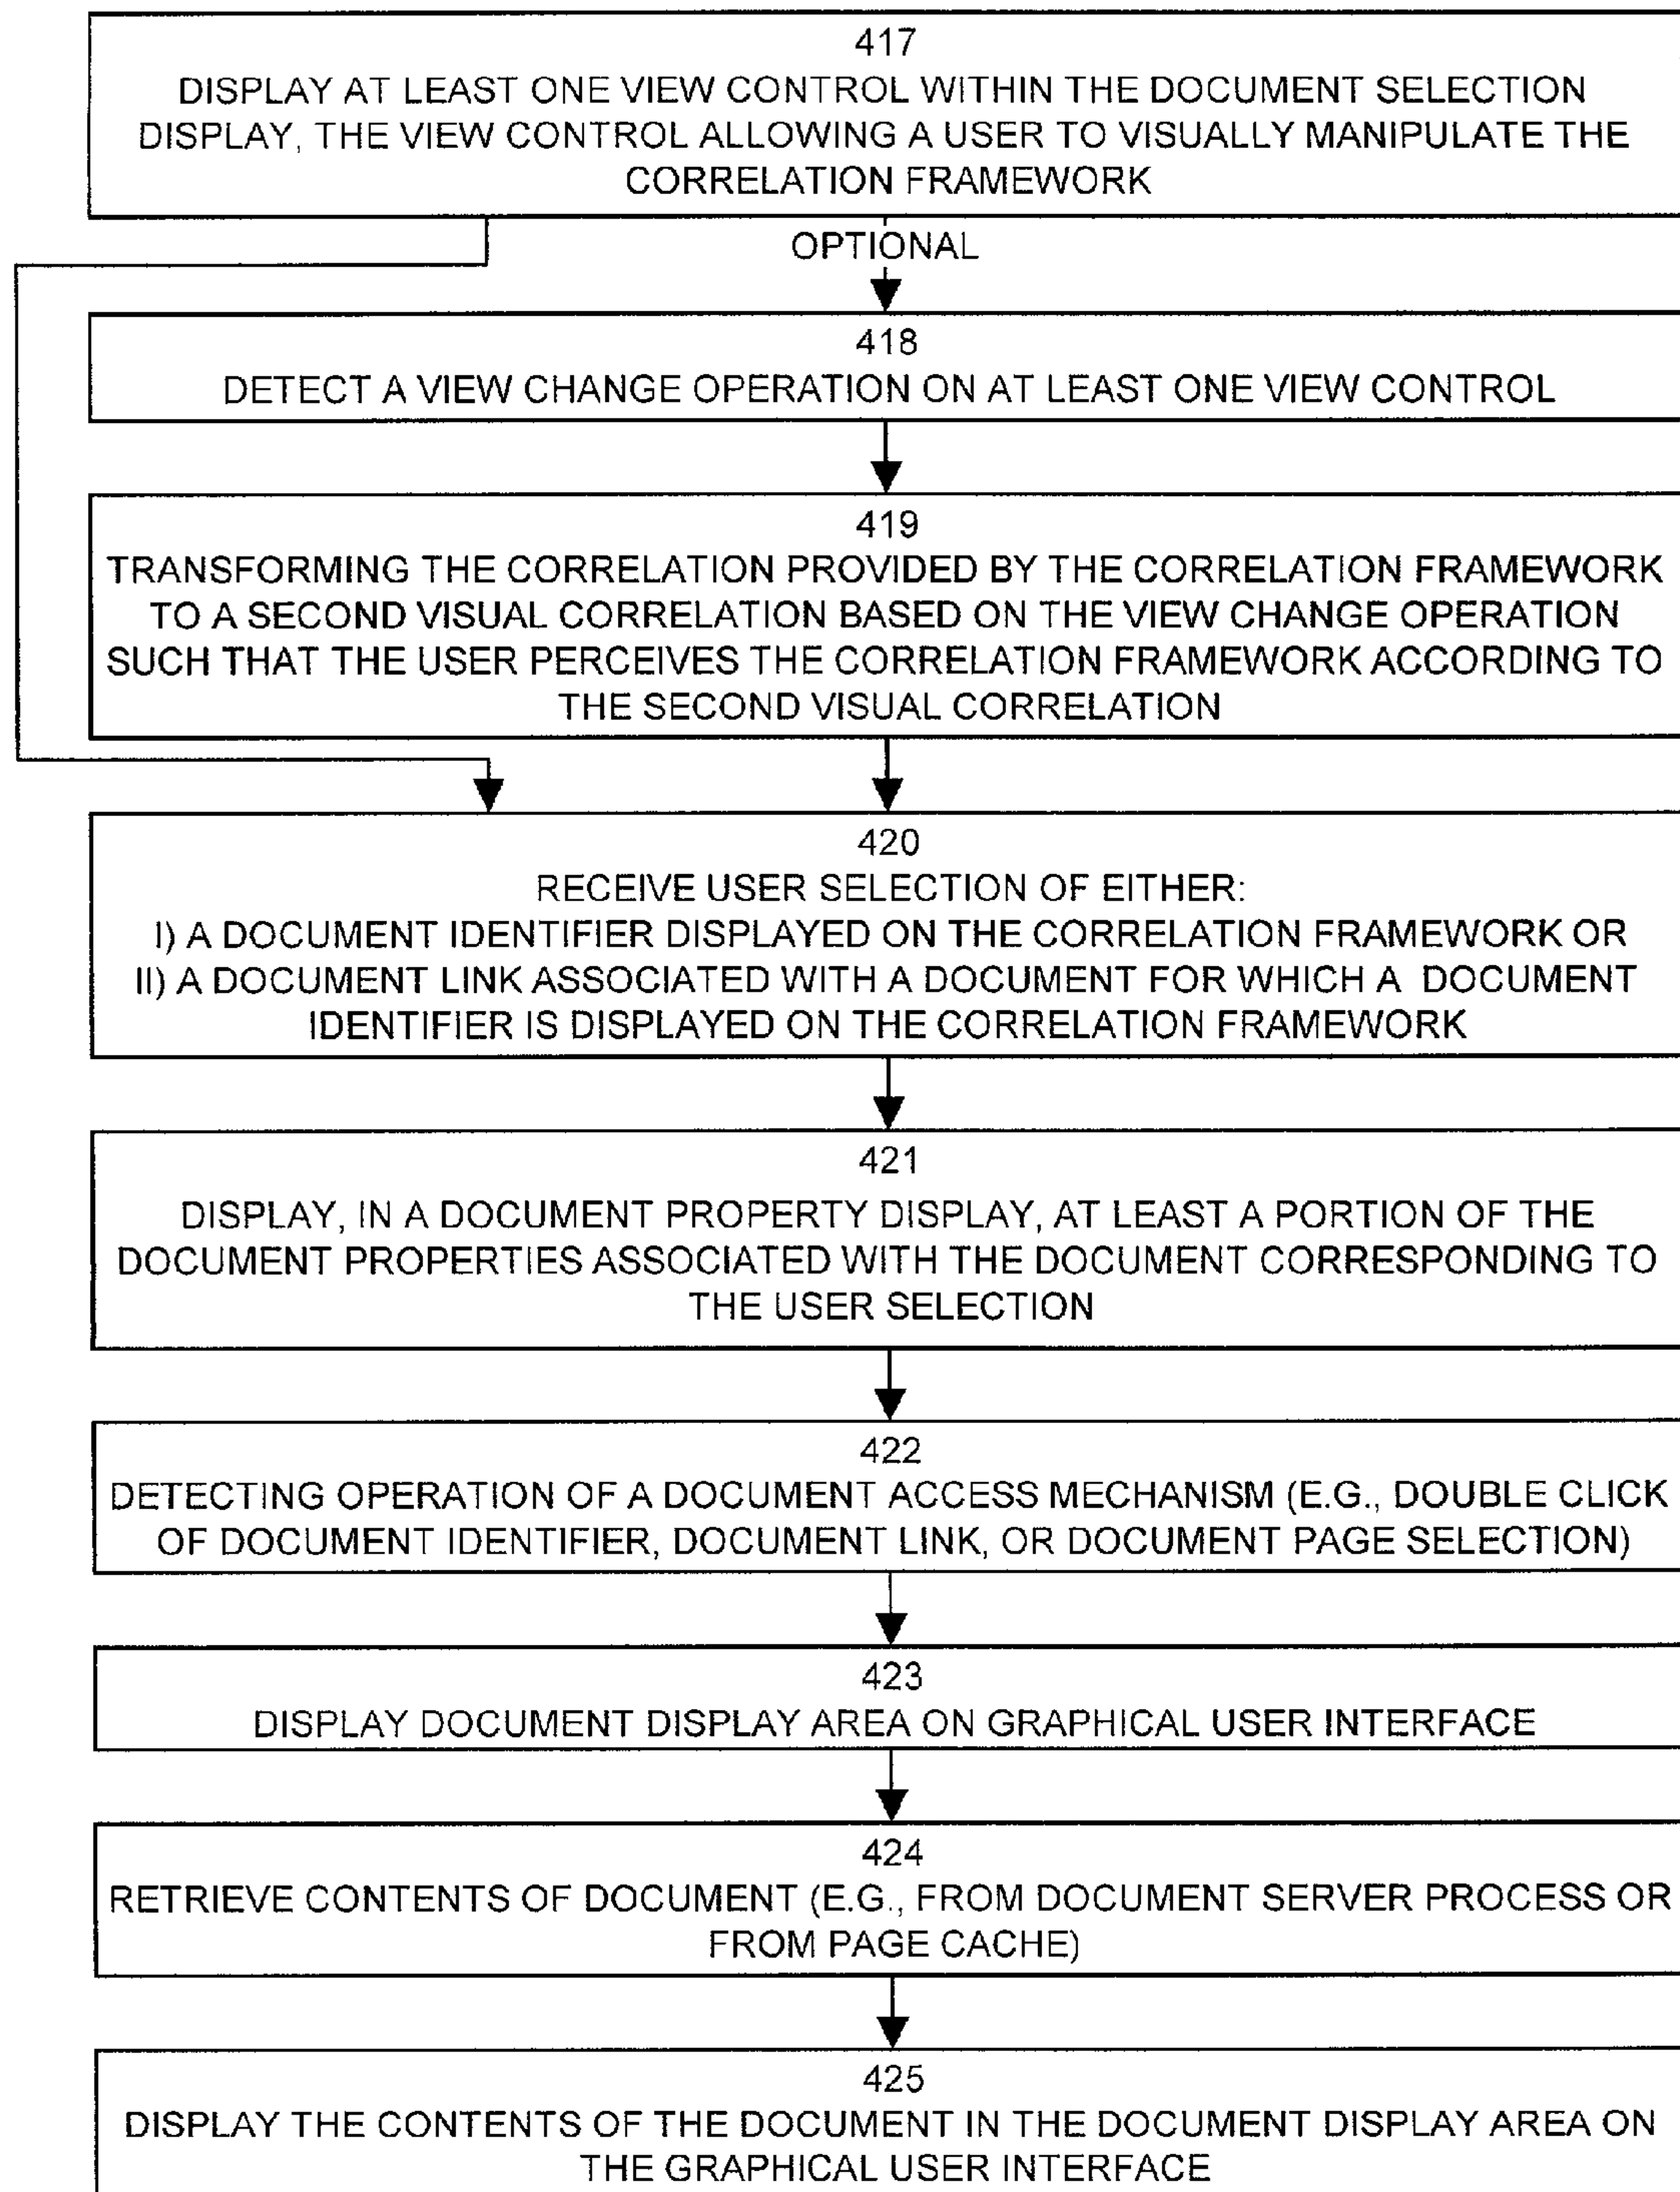 417
DISPLAY AT LEAST ONE VIEW CONTROL WITHIN THE DOCUMENT SELECTION
DISPLAY, THE VIEW CONTROL ALLOWING A USER TO VISUALLY MANIPULATE THE
CORRELATION FRAMEWORK
OPTIONAL
418
DETECT A VIEW CHANGE OPERATION ON AT LEAST ONE VIEW CONTROL
419
TRANSFORMING THE CORRELATION PROVIDED BY THE CORRELATION FRAMEWORK
TO A SECOND VISUAL CORRELATION BASED ON THE VIEW CHANGE OPERATION
SUCH THAT THE USER PERCEIVES THE CORRELATION FRAMEWORK ACCORDING TO
THE SECOND VISUAL CORRELATION
420
RECEIVE USER SELECTION OF EITHER:
I) A DOCUMENT IDENTIFIER DISPLAYED ON THE CORRELATION FRAMEWORK OR
II) A DOCUMENT LINK ASSOCIATED WITH A DOCUMENT FOR WHICH A DOCUMENT
IDENTIFIER IS DISPLAYED ON THE CORRELATION FRAMEWORK
421
DISPLAY, IN A DOCUMENT PROPERTY DISPLAY, AT LEAST A PORTION OF THE
DOCUMENT PROPERTIES ASSOCIATED WITH THE DOCUMENT CORRESPONDING TO
THE USER SELECTION
422
DETECTING OPERATION OF A DOCUMENT ACCESS MECHANISM (E.G., DOUBLE CLICK
OF DOCUMENT IDENTIFIER, DOCUMENT LINK, OR DOCUMENT PAGE SELECTION)
423
DISPLAY DOCUMENT DISPLAY AREA ON GRAPHICAL USER INTERFACE
424
RETRIEVE CONTENTS OF DOCUMENT (E.G., FROM DOCUMENT SERVER PROCESS OR
FROM PAGE CACHE)
425
DISPLAY THE CONTENTS OF THE DOCUMENT IN THE DOCUMENT DISPLAY AREA ON
THE GRAPHICAL USER INTERFACE